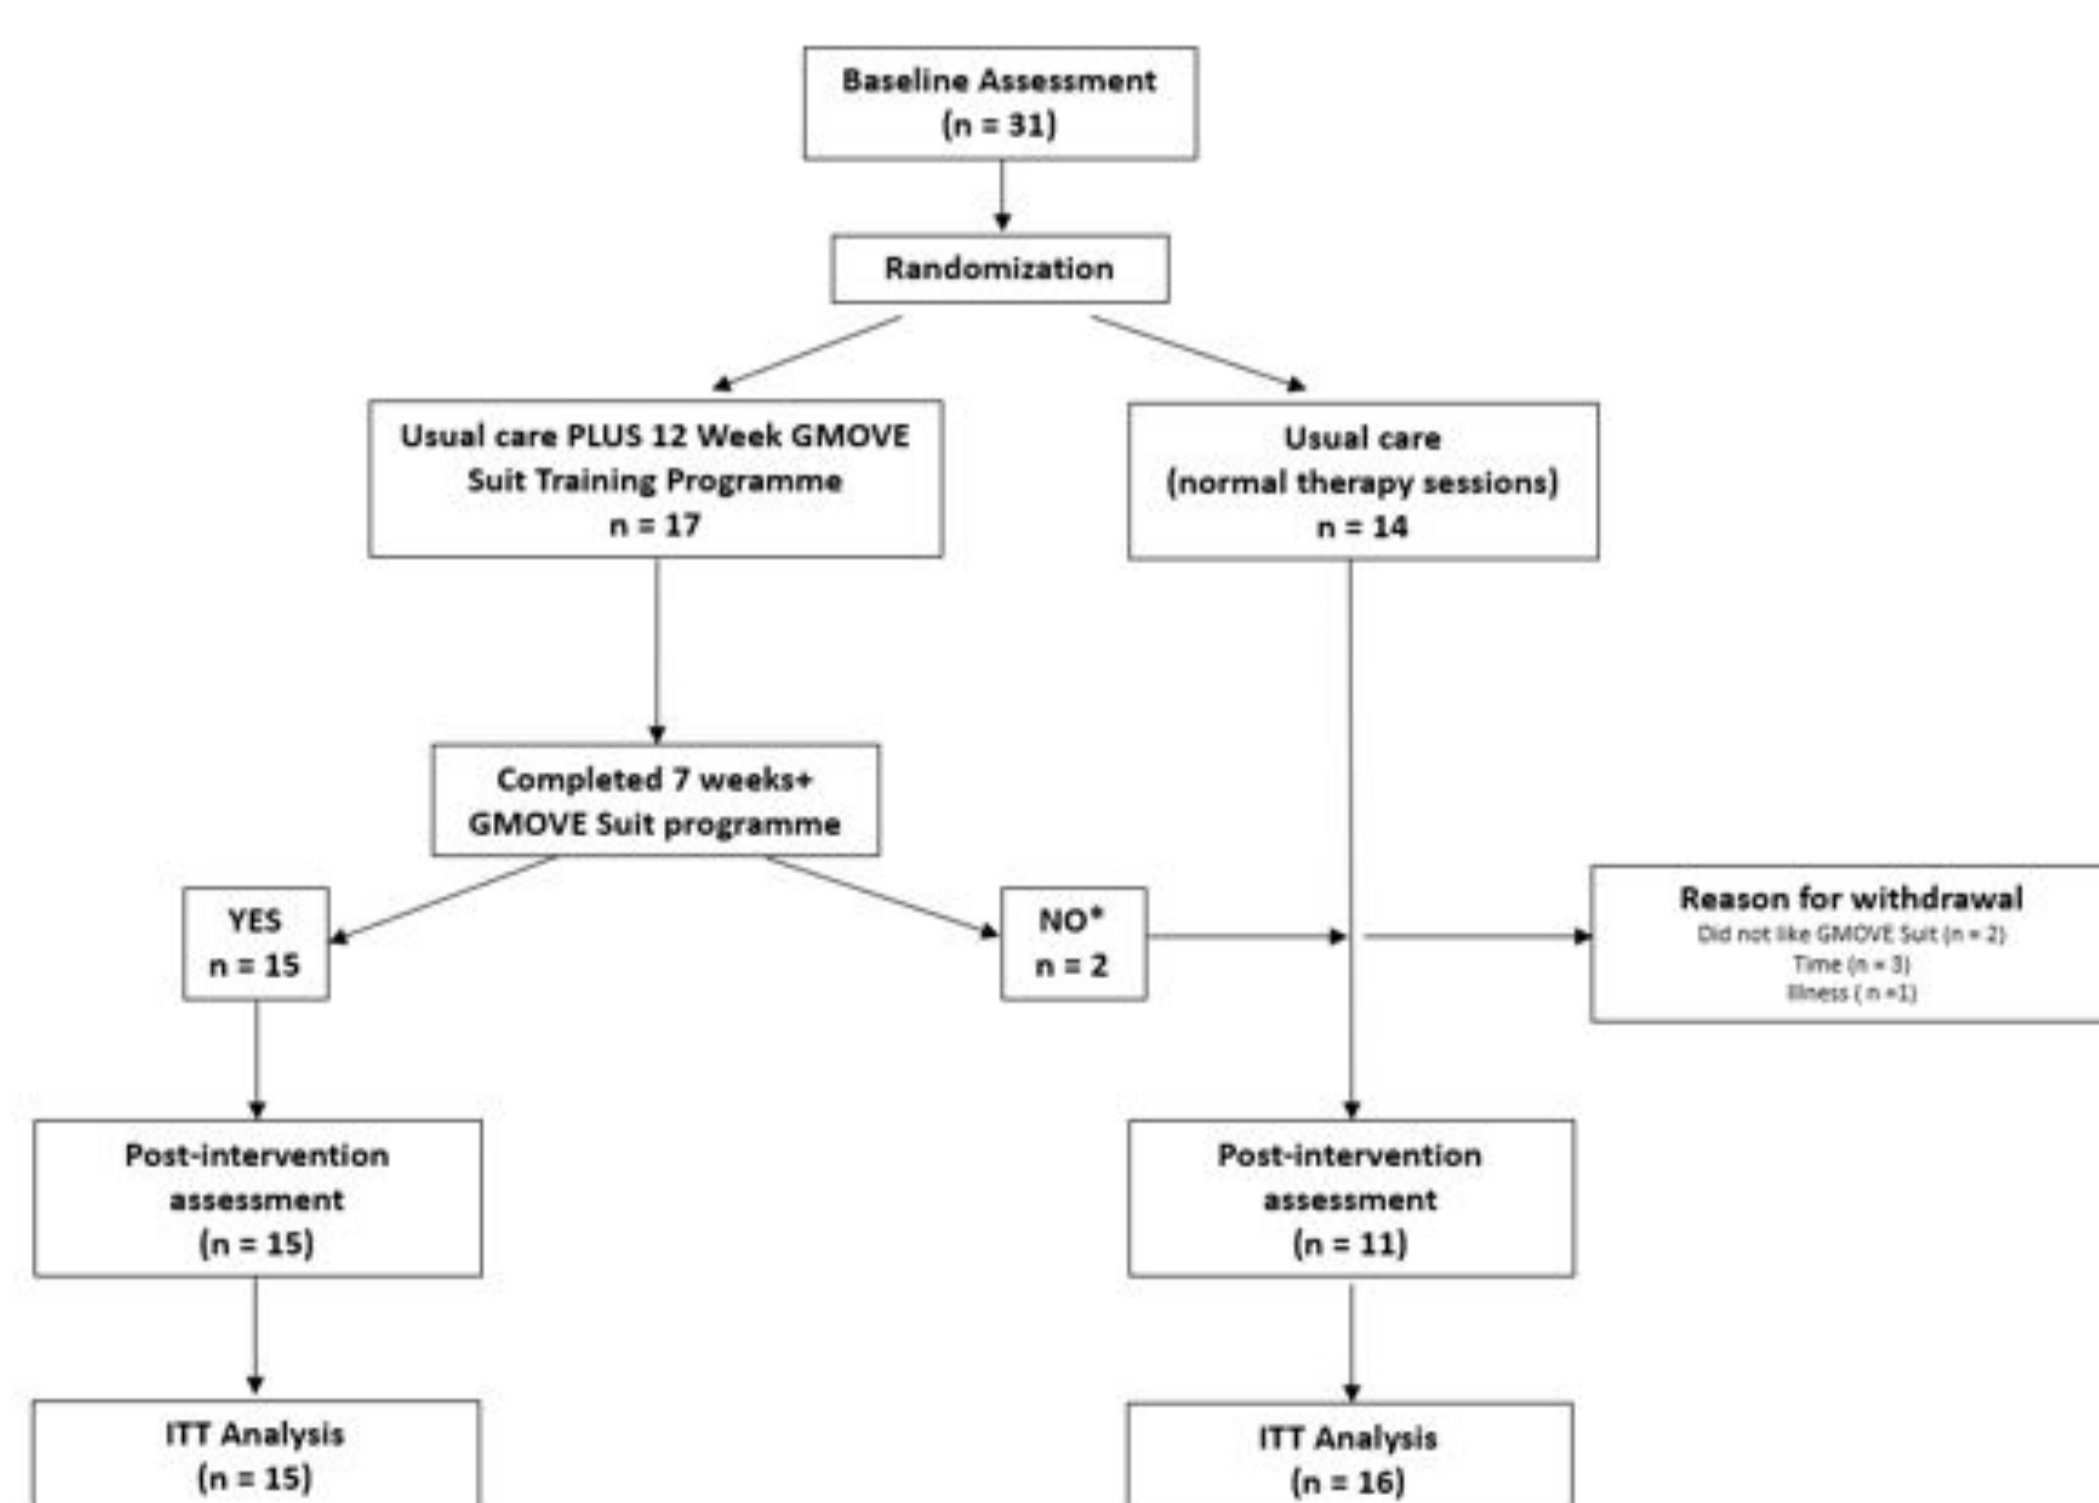 Baseline Assessment
(n = 31)
Randomization
Usual care PLUS 12 Week GMOVE
Suit Training Programme
n = 17
Usual care
(normal therapy sessions)
n = 14
Completed 7 weeks+
GMOVE Suit programme
YES
n = 15
NO*
n = 2
Reason for withdrawal
Did not like GMOVE Suit (n = 2)
Time (n = 3)
Illness ( n =1)
Post-intervention
assessment
(n = 15)
Post-intervention
assessment
(n = 11)
ITT Analysis
(n = 15)
ITT Analysis
(n = 16)